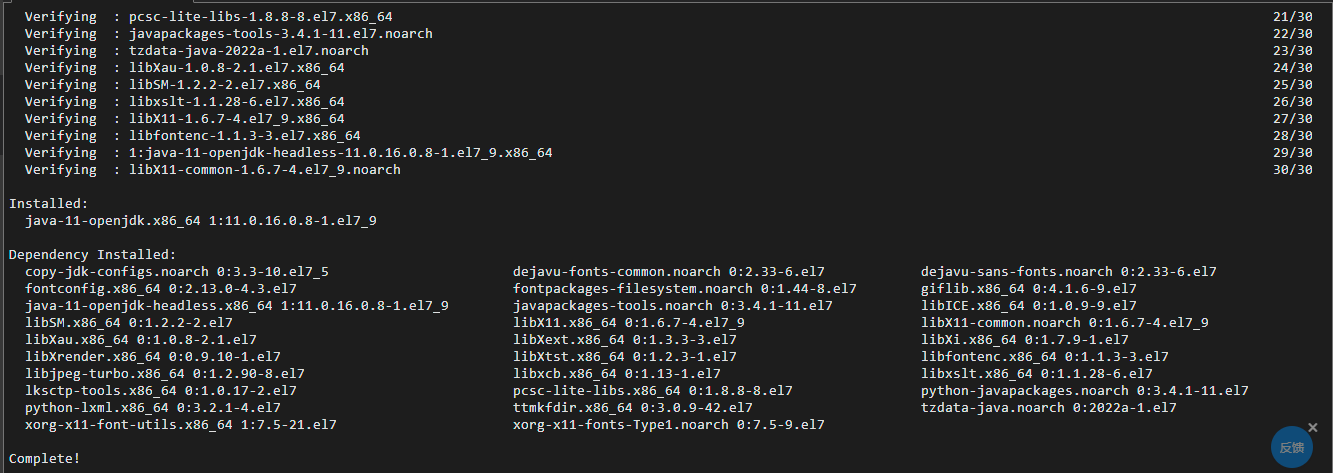 Verifying : pcsc-lite-libs-1.8.8-8.el7.x86_64 21/30
Verifying : javapackages-tools-3.4.1-11.el7.noarch 22/30
Verifying : tzdata-java-2022a-1.el7.noarch 23/30
Verifying : libXau-1.0.8-2.1.el7.x86_64 24/30
Verifying : libSM-1.2.2-2.el7.x86_64 25/30
Verifying : libxslt-1.1.28-6.el7.x86_64 26/30
Verifying : libX11-1.6.7-4.el7_9.x86_64 27/30
Verifying : libfontenc-1.1.3-3.el7.x86_64 28/30
Verifying : 1:java-11-openjdk-headless-11.0.16.0.8-1.el7_9.x86_64 29/30
Verifying : libX11-common-1.6.7-4.el7_9.noarch 30/30
Installed:
java-11-openjdk.x86_64 1:11.0.16.0.8-1.el7_9
Dependency Installed:
copy-jdk-configs.noarch 0:3.3-10.el7_5 dejavu-fonts-common.noarch 0:2.33-6.el7 dejavu-sans-fonts.noarch 0:2.33-6.el7
fontconfig.x86_64 0:2.13.0-4.3.el7 fontpackages-filesystem.noarch 0:1.44-8.el7 giflib.x86_64 0:4.1.6-9.el7
java-11-openjdk-headless.x86_64 1:11.0.16.0.8-1.el7_9 javapackages-tools.noarch 0:3.4.1-11.el7 libICE.x86_64 0:1.0.9-9.el7
libSM.x86_64 0:1.2.2-2.el7 libX11.x86_64 0:1.6.7-4.el7_9 libX11-common.noarch 0:1.6.7-4.el7_9
libXau.x86_64 0:1.0.8-2.1.el7 libXext.x86_64 0:1.3.3-3.el7 libXi.x86_64 0:1.7.9-1.el7
libXrender.x86_64 0:0.9.10-1.el7 libXtst.x86_64 0:1.2.3-1.el7 libfontenc.x86_64 0:1.1.3-3.el7
libjpeg-turbo.x86_64 0:1.2.90-8.el7 libxcb.x86_64 0:1.13-1.el7 libxslt.x86_64 0:1.1.28-6.el7
lksctp-tools.x86_64 0:1.0.17-2.el7 pcsc-lite-libs.x86_64 0:1.8.8-8.el7 python-javapackages.noarch 0:3.4.1-11.el7
python-lxml.x86_64 0:3.2.1-4.el7 ttmkfdir.x86_64 0:3.0.9-42.el7 tzdata-java.noarch 0:2022a-1.el7
xorg-x11-font-utils.x86_64 1:7.5-21.el7 xorg-x11-fonts-Type1.noarch 0:7.5-9.el7
反馈
Complete!